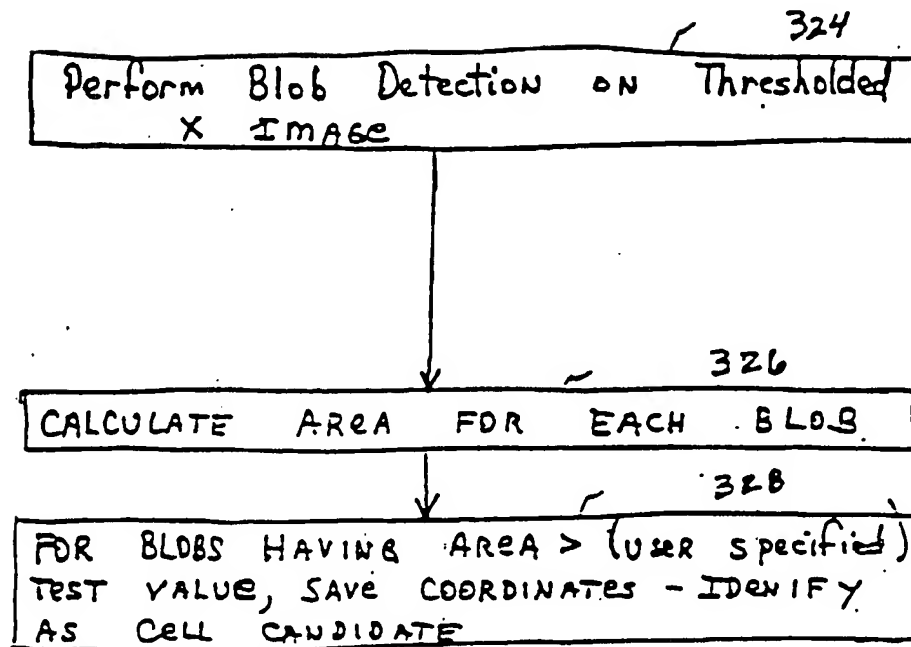 324
Perform Blob Detection on Thresholded
X Image
326
CALCULATE AREA FOR EACH BLOB
328
FOR BLOBS HAVING AREA > (USER specified)
TEST VALUE, SAVE COORDINATES - IDENIFY
AS CELL CANDIDATE